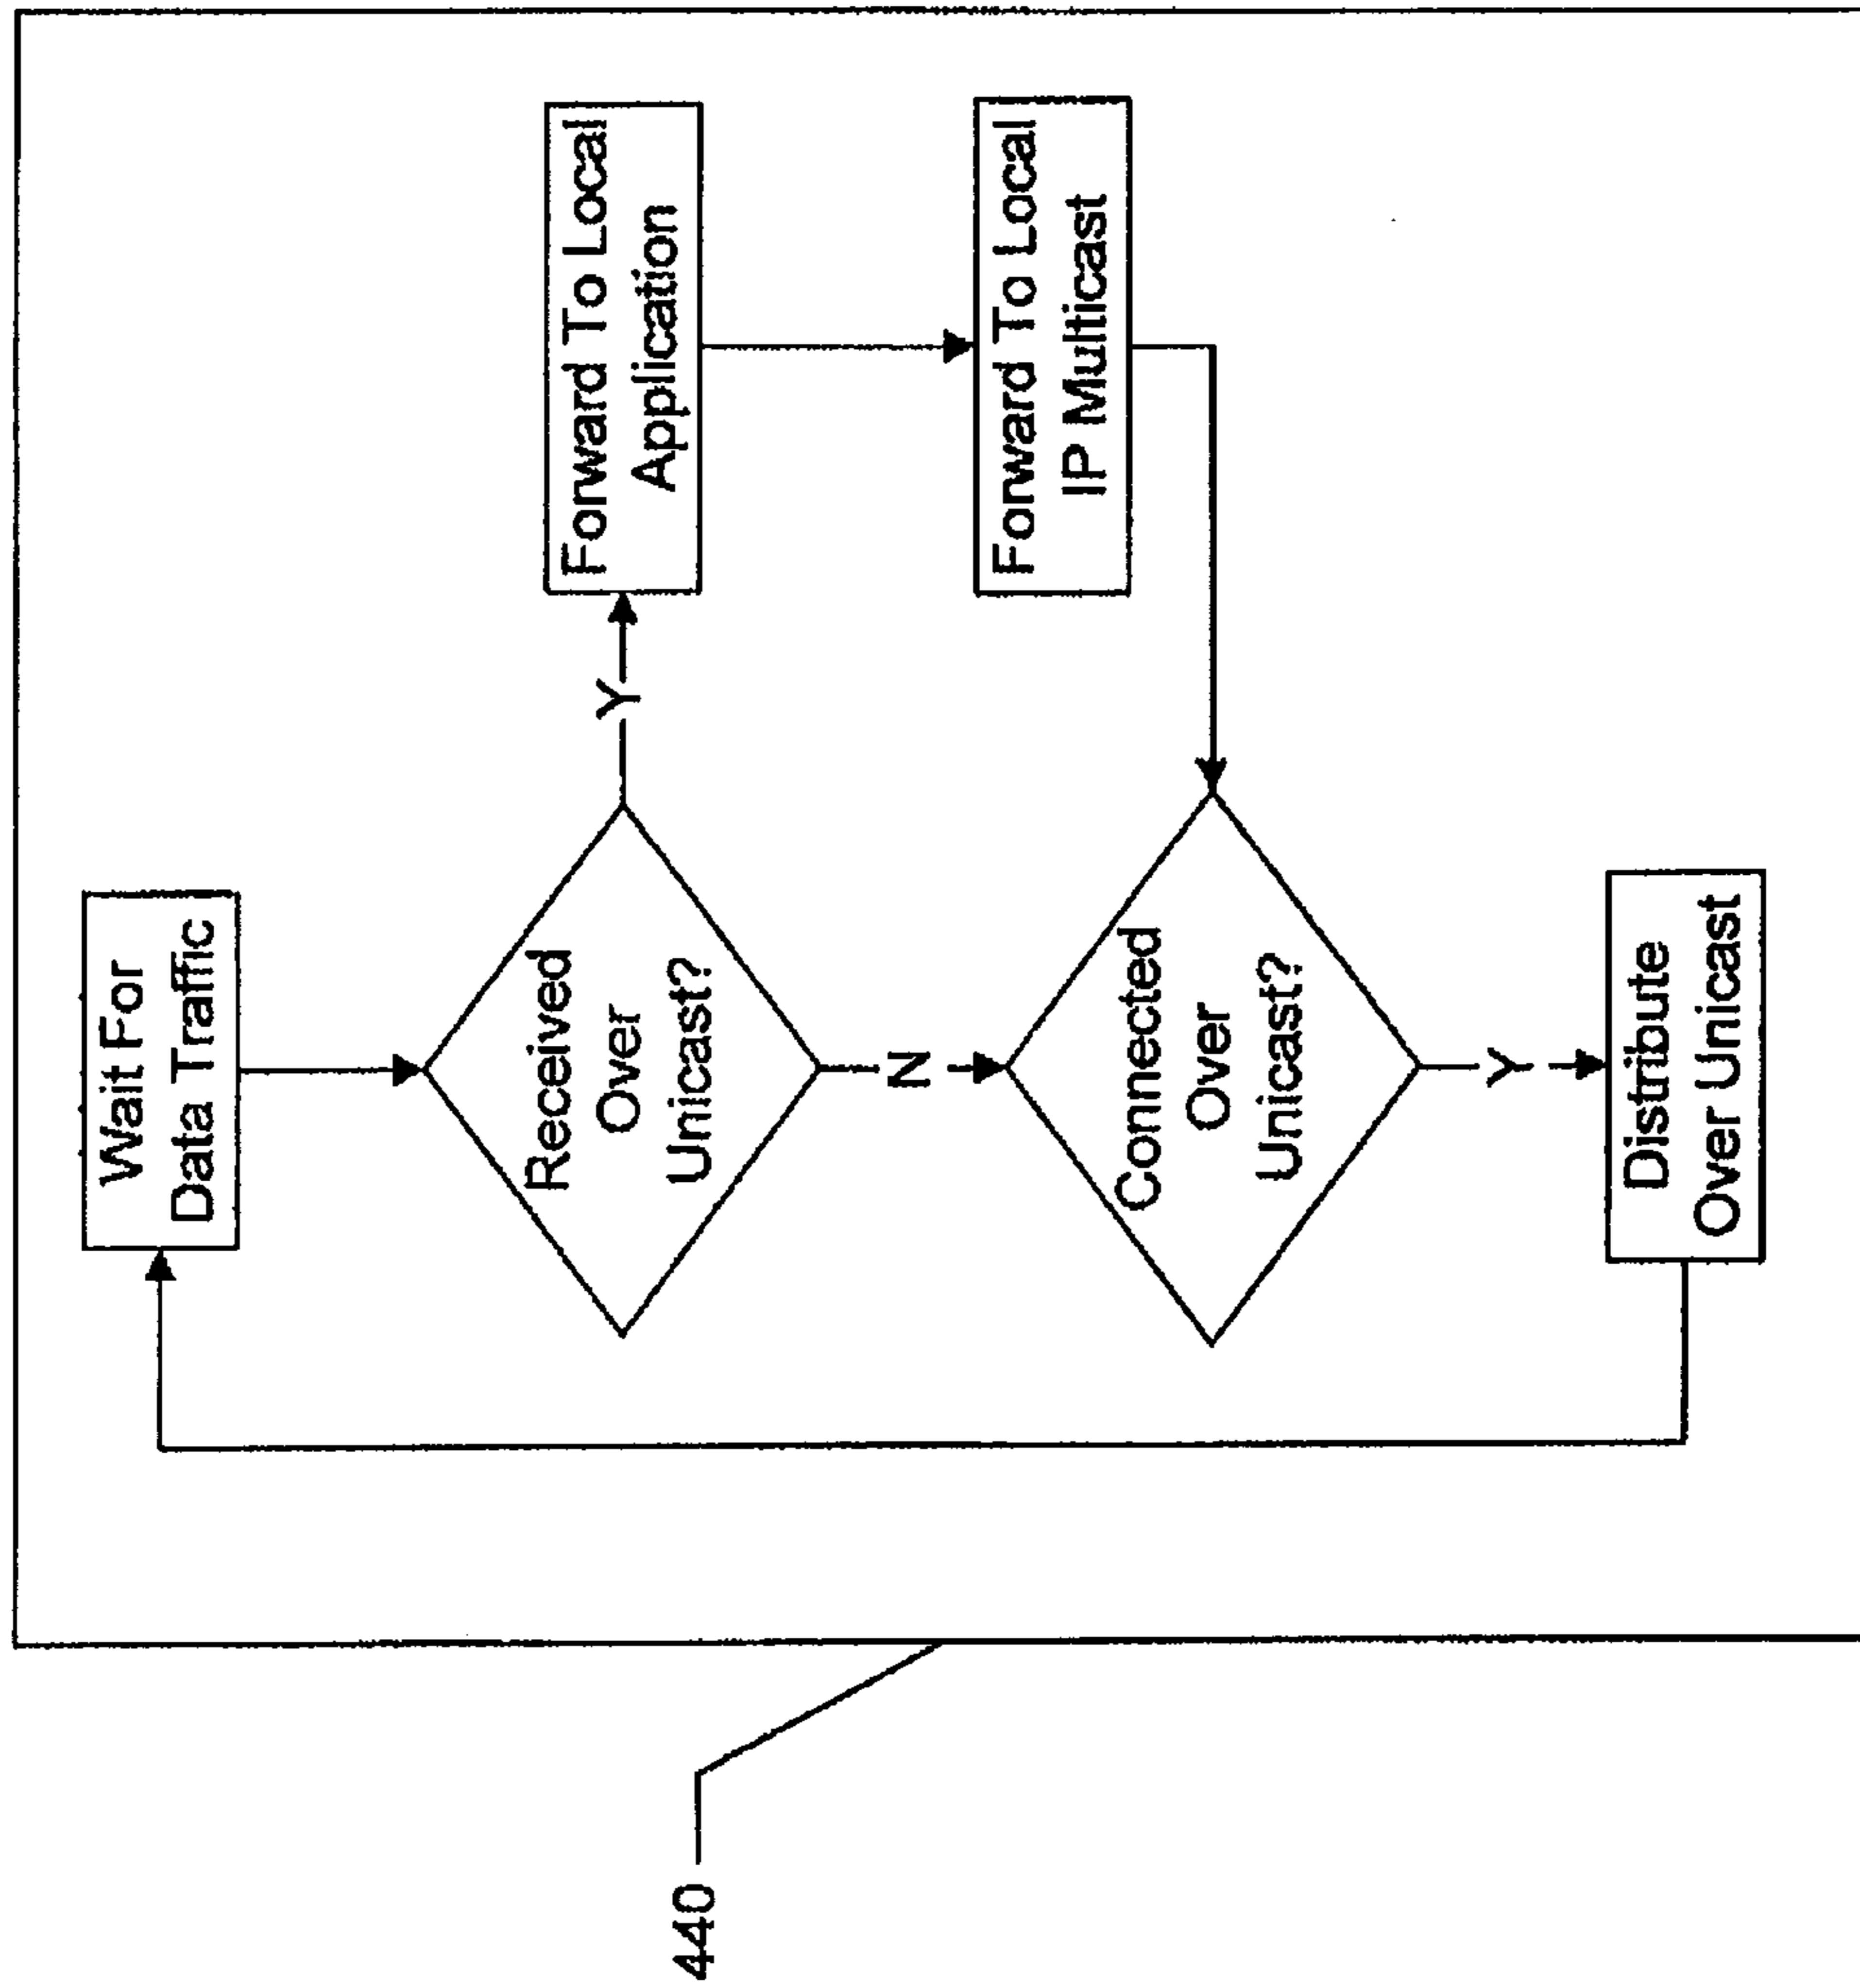 Wait For
Data Traffic
Received
Over
Unicast?
Y
Forward To Local
Application
N
Forward To Local
IP Multicast
Connected
Over
Unicast?
Y
Distribute
Over Unicast
440